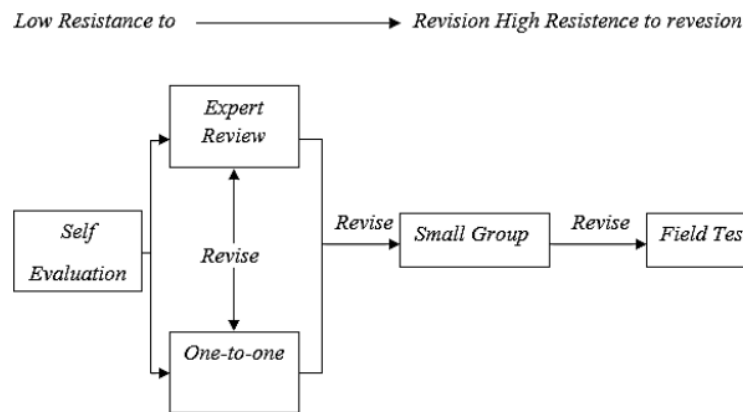 Low Resistance to Revision High Resistence to revesion
Expert
Review
Self
Evaluation
Revise
One-to-one
Revise
Small Group
Revise
Field Tes